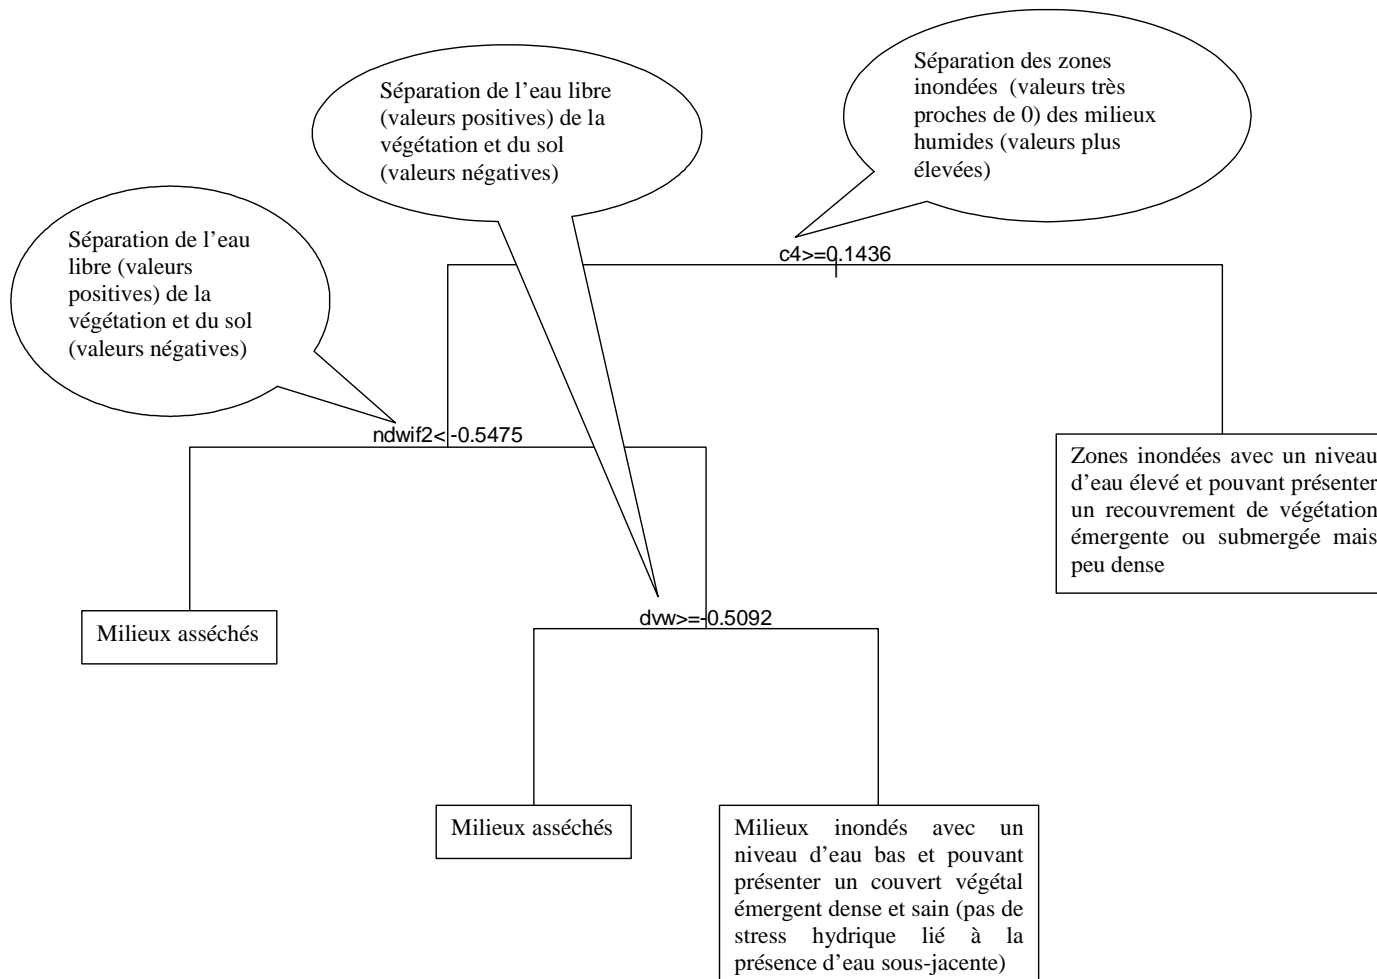 Séparation des zones
inondées (valeurs très
proches de 0) des milieux
humides (valeurs plus
élevées)
Séparation de l'eau libre
(valeurs positives) de la
végétation et du sol
(valeurs négatives)
Séparation de l'eau
libre (valeurs
positives) de la
végétation et du sol
(valeurs négatives)
c4>=0.1436
ndwif2<-0.5475
Zones inondées avec un niveau
d'eau élevé et pouvant présenter
un recouvrement de végétation
émergente ou submergée mais
peu dense
Milieux asséchés
dvw>=-0.5092
Milieux asséchés
Milieux inondés avec un
niveau d'eau bas et pouvant
présenter un couvert végétal
émergent dense et sain (pas de
stress hydrique lié à la
présence d'eau sous-jacente)